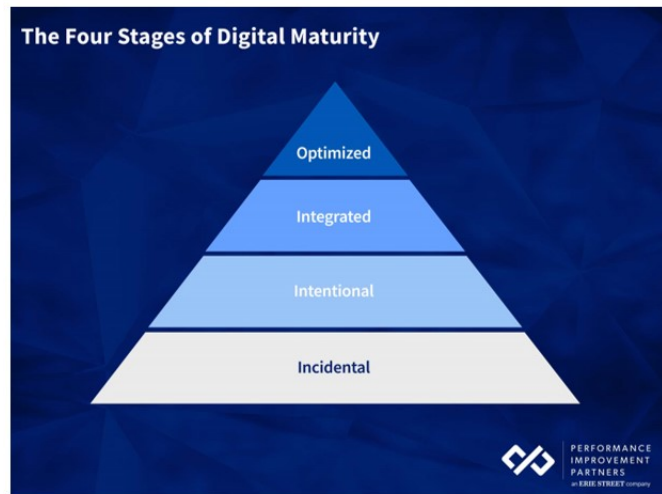 The Four Stages of Digital Maturity
Optimized
Integrated
Intentional
Incidental
PERFORMANCE
IMPROVEMENT
PARTNERS
an ERIE STREET company